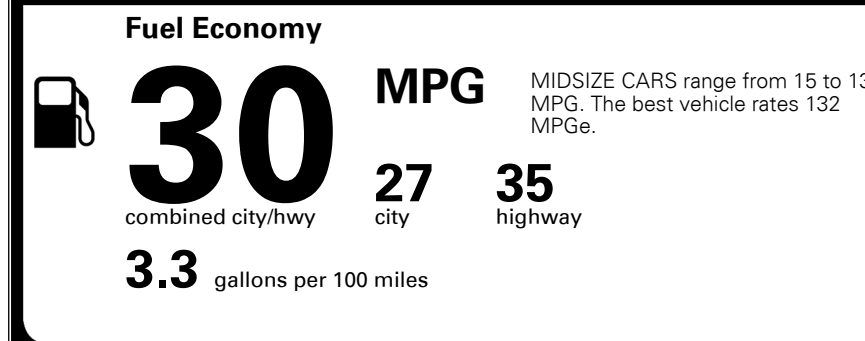 Fuel Economy
30 MPG
MIDSIZE CARS range from 15 to
MPG. The best vehicle rates 132
MPGe.
combined city/hwy
27
city
35
highway
3.3 gallons per 100 miles